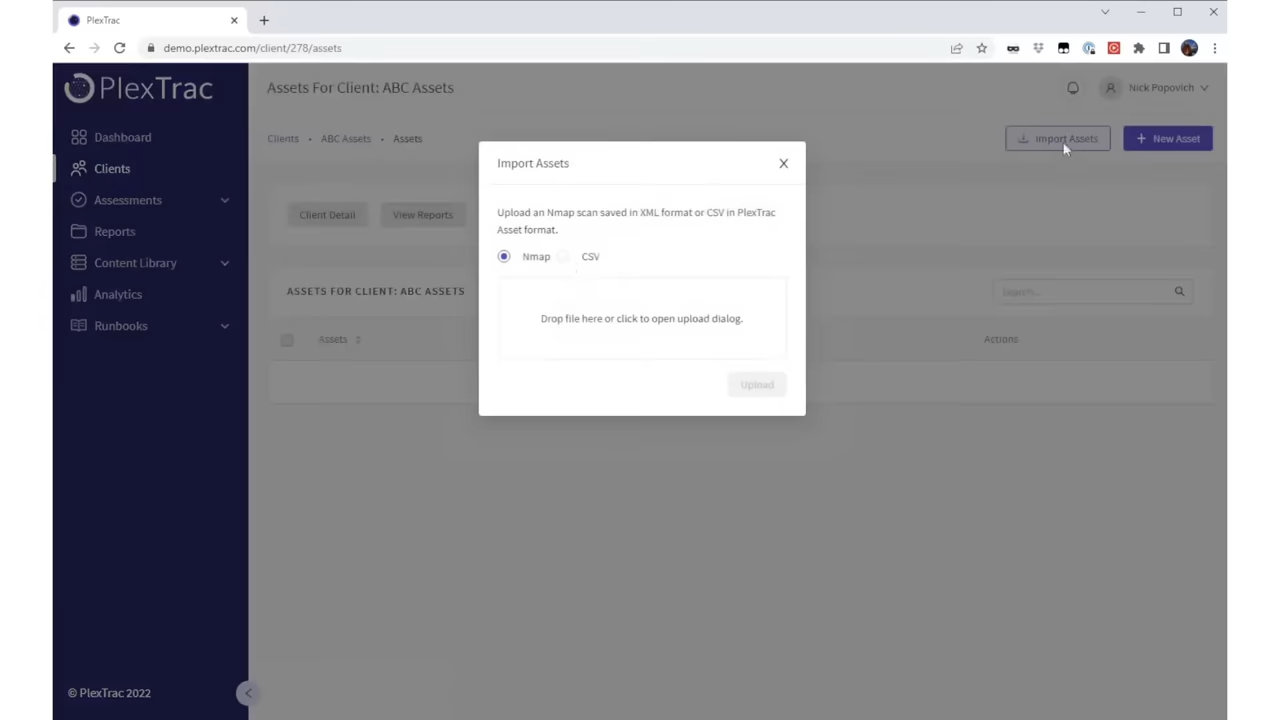 PlexTrac
demo.plextrac.com/client/278/assets
PlexTrac
Assets For Client: ABC Assets
Nick Popovich
Dashboard
Clients • ABC Assets • Assets
Import Assets
New Asset
Clients
Import Assets
Assessments
Client Detail
View Reports
Upload an Nmap scan saved in XML format or CSV in PlexTrac
Asset format.
Reports
Nmap
CSV
Content Library
ASSETS FOR CLIENT: ABC ASSETS
Search...
Analytics
Drop file here or click to open upload dialog.
Runbooks
Assets
Actions
Upload
© PlexTrac 2022